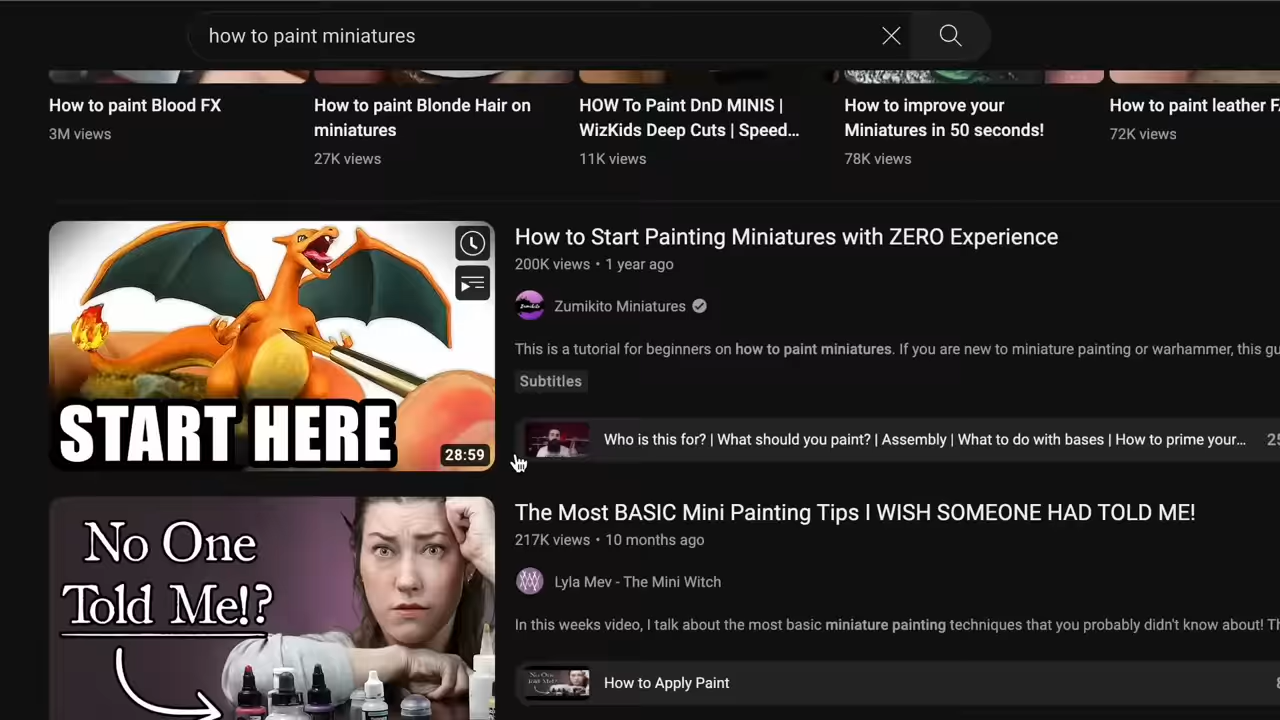 how to paint miniatures
How to paint Blood FX
3M views
How to paint Blonde Hair on
miniatures
27K views
HOW To Paint DnD MINIS |
WizKids Deep Cuts | Speed...
11K views
How to improve your
Miniatures in 50 seconds!
78K views
How to paint leather F
72K views
START HERE
28:59
How to Start Painting Miniatures with ZERO Experience
200K views • 1 year ago
Zumikito Miniatures
This is a tutorial for beginners on how to paint miniatures. If you are new to miniature painting or warhammer, this gu
Subtitles
Who is this for? | What should you paint? | Assembly | What to do with bases | How to prime your...
25
No One
Told Me!?
The Most BASIC Mini Painting Tips I WISH SOMEONE HAD TOLD ME!
217K views • 10 months ago
Lyla Mev - The Mini Witch
In this weeks video, I talk about the most basic miniature painting techniques that you probably didn't know about! Th
How to Apply Paint